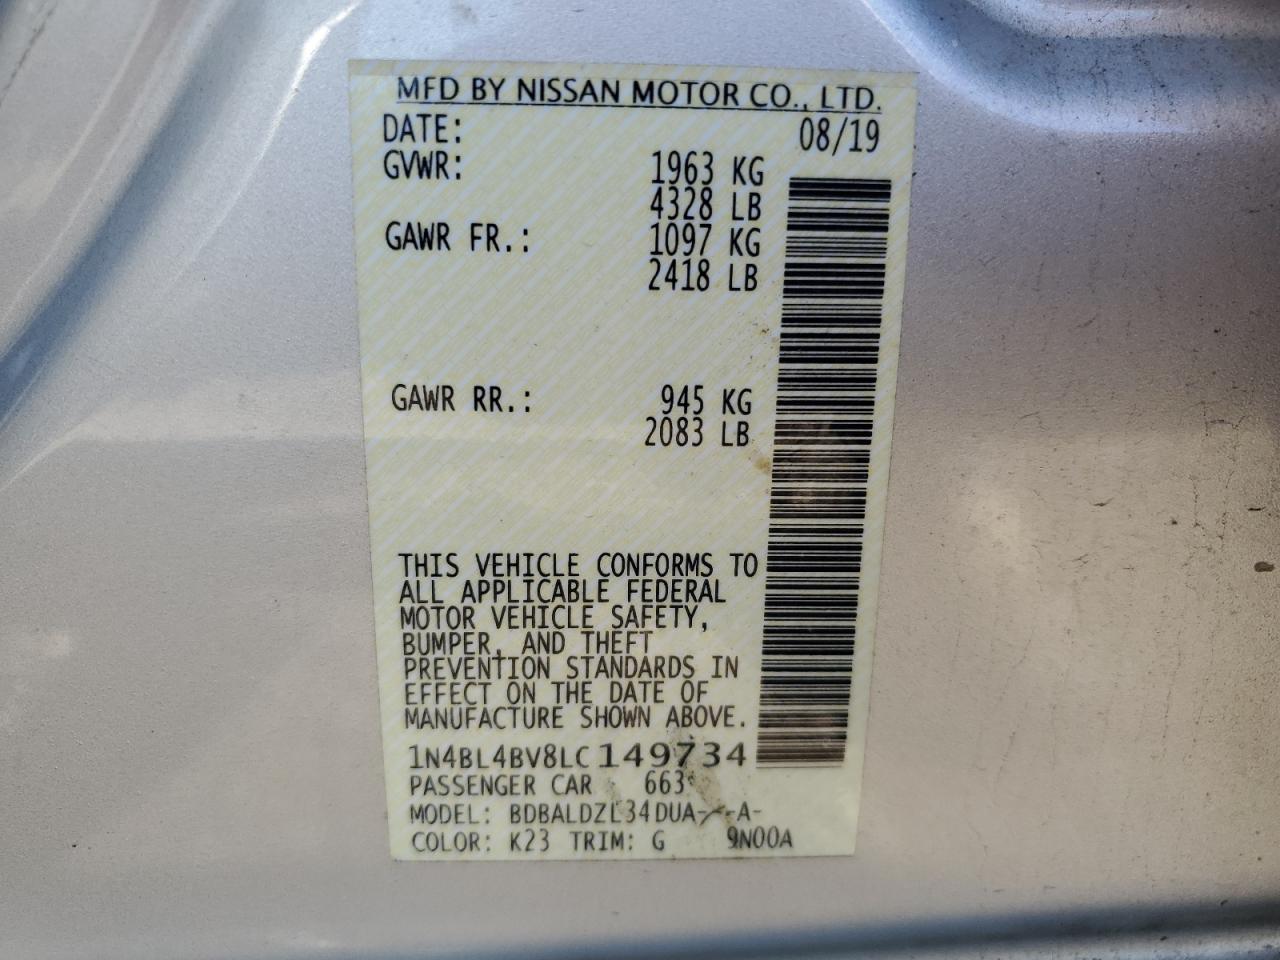 MFD BY NISSAN MOTOR CO., LTD.
DATE: 08/19
GVWR: 1963 KG
4328 LB
GAWR FR.: 1097 KG
2418 LB
GAWR RR.: 945 KG
2083 LB
THIS VEHICLE CONFORMS TO
ALL APPLICABLE FEDERAL
MOTOR VEHICLE SAFETY,
BUMPER, AND THEFT
PREVENTION STANDARDS IN
EFFECT ON THE DATE OF
MANUFACTURE SHOWN ABOVE.
1N4BL4BV8LC149734
PASSENGER CAR 663
MODEL: BDBALDZL34DUA---A-
COLOR: K23 TRIM: G 9N00A